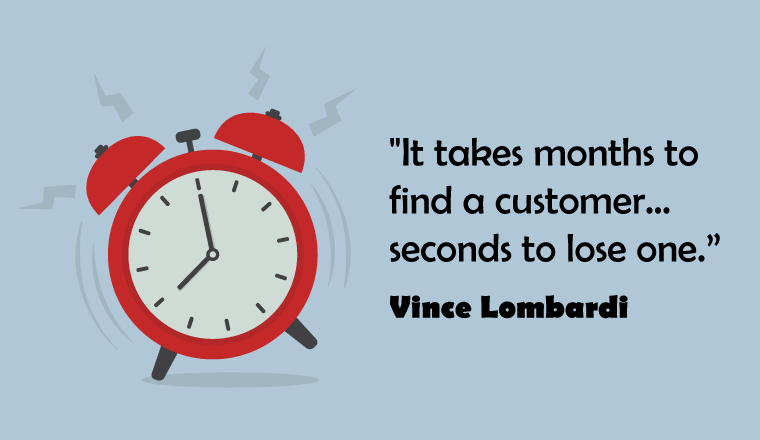 "It takes months to
find a customer...
seconds to lose one.”
Vince Lombardi